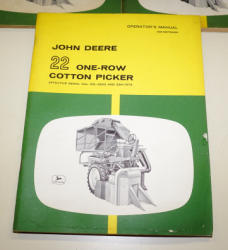 OPERATOR'S MANUAL
JOHN DEERE
22 ONE-ROW
COTTON PICKER